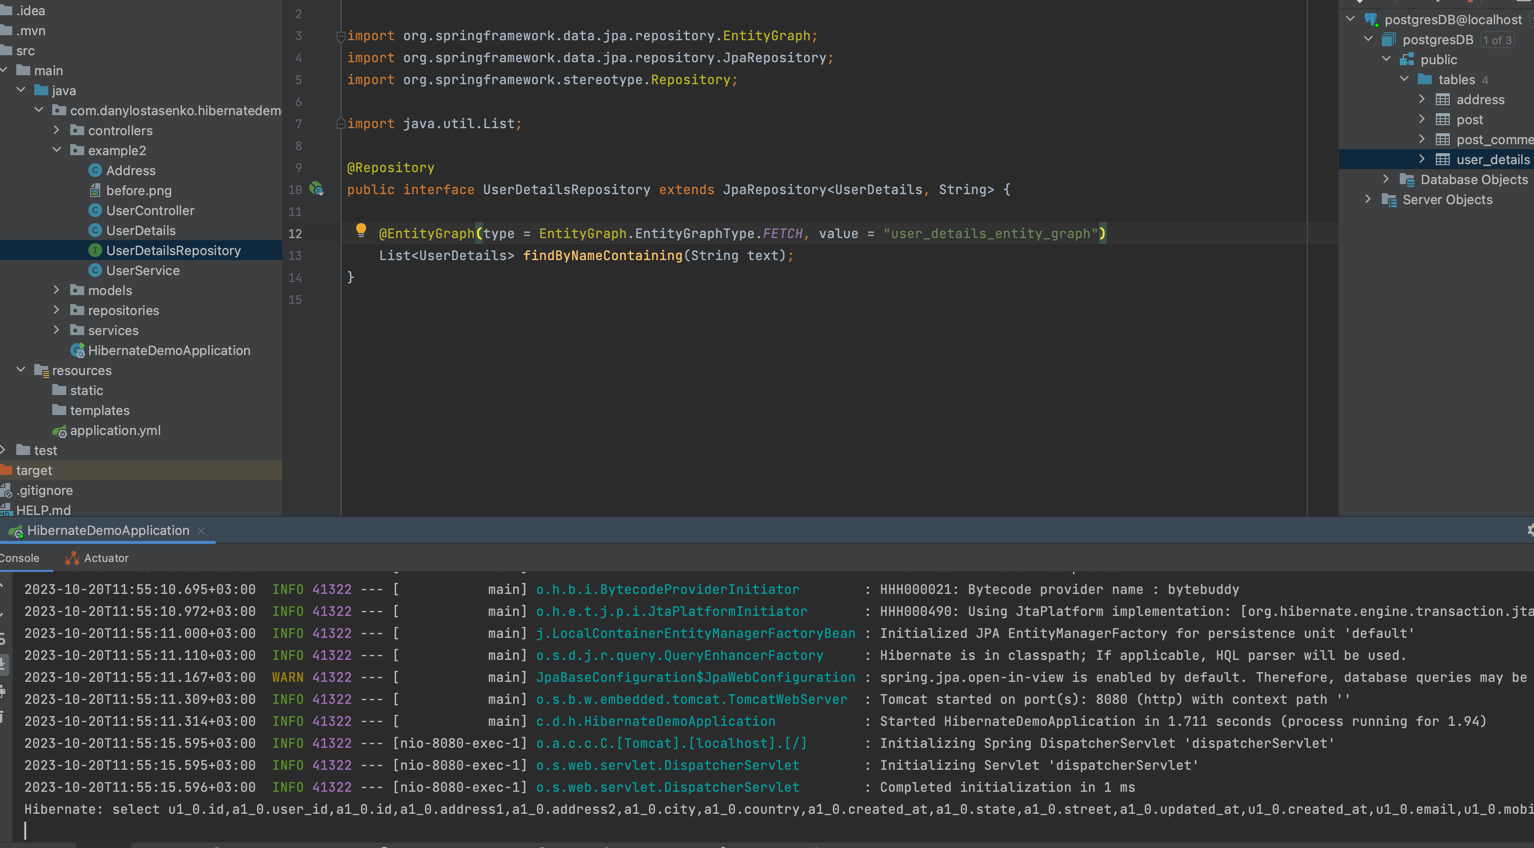 .idea
.mvn
src
main
java
com.danylostasenko.hibernatedem
controllers
example2
Address
before.png
UserController
UserDetails
UserDetailsRepository
UserService
models
repositories
services
HibernateDemoApplication
resources
static
templates
application.yml
test
target
.gitignore
HELP.md
2
3 import org.springframework.data.jpa.repository.EntityGraph;
4 import org.springframework.data.jpa.repository.JpaRepository;
5 import org.springframework.stereotype.Repository;
6
7 import java.util.List;
8
9 @Repository
10 public interface UserDetailsRepository extends JpaRepository<UserDetails, String> {
11
12 @EntityGraph(type = EntityGraph.EntityGraphType.FETCH, value = "user_details_entity_graph")
13 List<UserDetails> findByNameContaining(String text);
14 }
15
postgresDB@localhost
postgresDB 1 of 3
public
tables 4
address
post
post_comme
user_details
Database Objects
Server Objects
HibernateDemoApplication
Console Actuator
2023-10-20T11:55:10.695+03:00 INFO 41322 --- [ main] o.h.b.i.BytecodeProviderInitiator : HHH000021: Bytecode provider name : bytebuddy
2023-10-20T11:55:10.972+03:00 INFO 41322 --- [ main] o.h.e.t.j.p.i.JtaPlatformInitiator : HHH000490: Using JtaPlatform implementation: [org.hibernate.engine.transaction.jta
2023-10-20T11:55:11.000+03:00 INFO 41322 --- [ main] j.LocalContainerEntityManagerFactoryBean : Initialized JPA EntityManagerFactory for persistence unit 'default'
2023-10-20T11:55:11.110+03:00 INFO 41322 --- [ main] o.s.d.j.r.query.QueryEnhancerFactory : Hibernate is in classpath; If applicable, HQL parser will be used.
2023-10-20T11:55:11.167+03:00 WARN 41322 --- [ main] JpaBaseConfiguration$JpaWebConfiguration : spring.jpa.open-in-view is enabled by default. Therefore, database queries may be
2023-10-20T11:55:11.309+03:00 INFO 41322 --- [ main] o.s.b.w.embedded.tomcat.TomcatWebServer : Tomcat started on port(s): 8080 (http) with context path ''
2023-10-20T11:55:11.314+03:00 INFO 41322 --- [ main] c.d.h.HibernateDemoApplication : Started HibernateDemoApplication in 1.711 seconds (process running for 1.94)
2023-10-20T11:55:15.595+03:00 INFO 41322 --- [nio-8080-exec-1] o.a.c.c.C.[Tomcat].[localhost].[/] : Initializing Spring DispatcherServlet 'dispatcherServlet'
2023-10-20T11:55:15.595+03:00 INFO 41322 --- [nio-8080-exec-1] o.s.web.servlet.DispatcherServlet : Initializing Servlet 'dispatcherServlet'
2023-10-20T11:55:15.596+03:00 INFO 41322 --- [nio-8080-exec-1] o.s.web.servlet.DispatcherServlet : Completed initialization in 1 ms
Hibernate: select u1_0.id,a1_0.user_id,a1_0.id,a1_0.address1,a1_0.address2,a1_0.city,a1_0.country,a1_0.created_at,a1_0.state,a1_0.street,a1_0.updated_at,u1_0.created_at,u1_0.email,u1_0.mobi